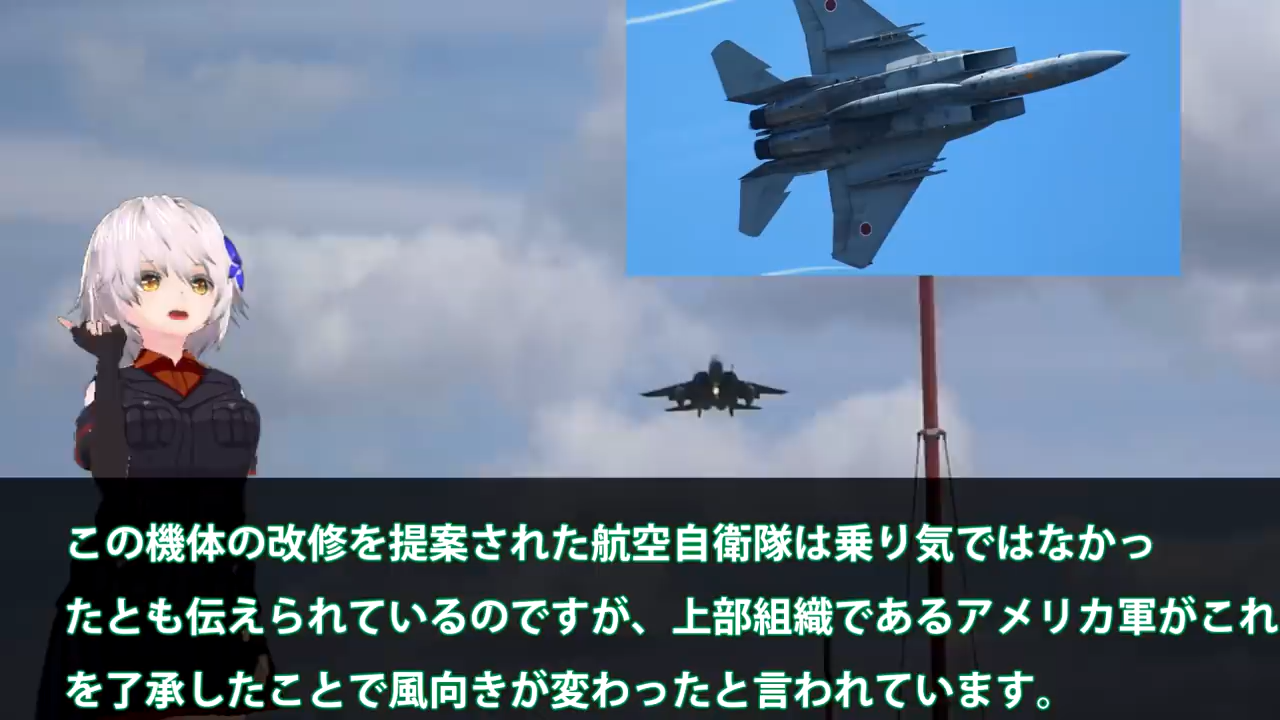 この機体の改修を提案された航空自衛隊は乗り気ではなかっ
たとも伝えられているのですが、上部組織であるアメリカ軍がこれ
を了承したことで風向きが変わったと言われています。